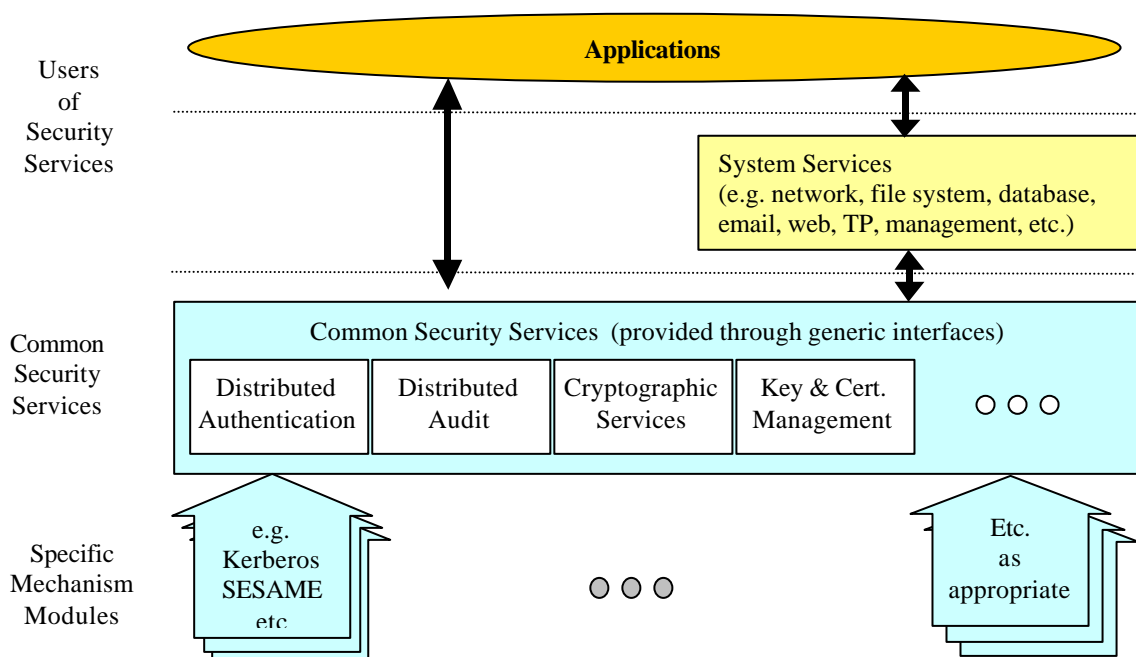 Applications
Users
of
Security
Services
System Services
(e.g. network, file system, database,
email, web, TP, management, etc.)
Common
Security
Services
Common Security Services (provided through generic interfaces)
Distributed
Authentication
Distributed
Audit
Cryptographic
Services
Key & Cert.
Management
Specific
Mechanism
Modules
e.g.
Kerberos
SESAME
etc
Etc.
as
appropriate